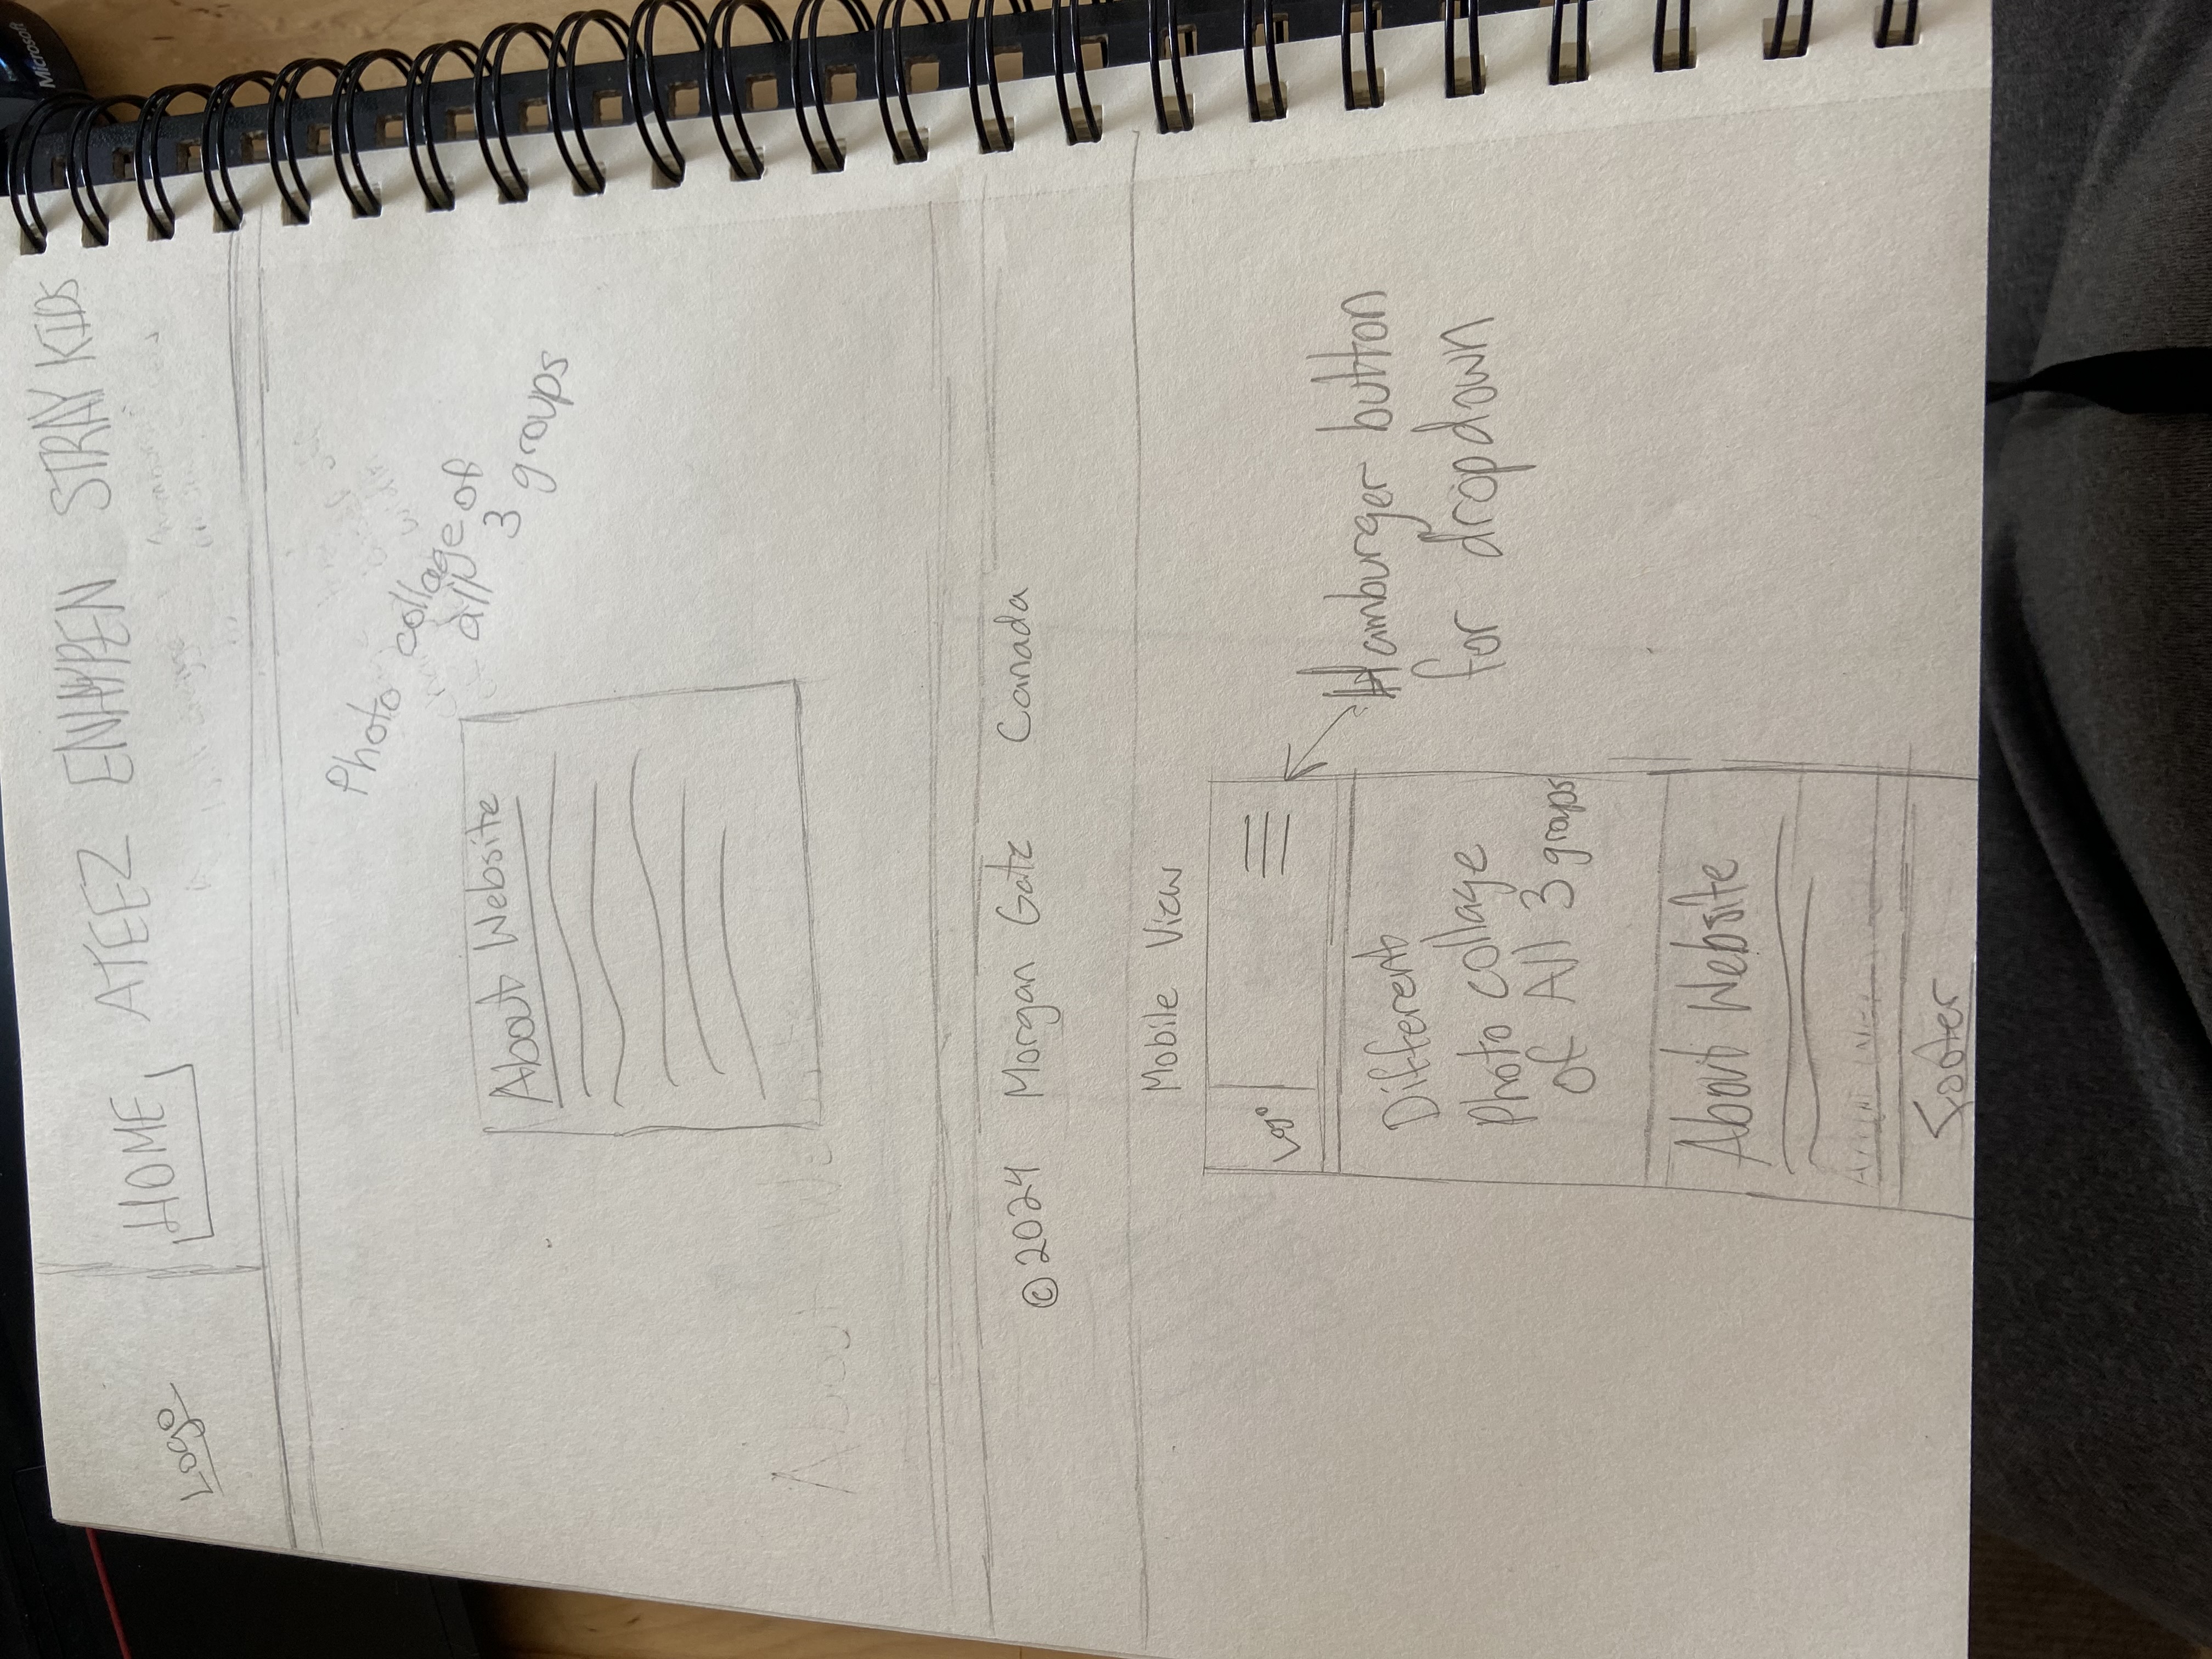 Microsoft
Logo
HOME ATEEZ ENHYPEN STRAY KIDS
Photo collage of
all 3 groups
About Website
About
©2024 Morgan Gatz Canada
Mobile View
Logo
Hamburger button
for dropdown
Different
Photo collage
of All 3 groups
About Website
Footer